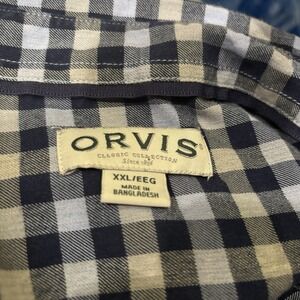 ORVIS
CLASSIC COLLECTION
Since 1856
XXL/EEG
MADE IN
BANGLADESH